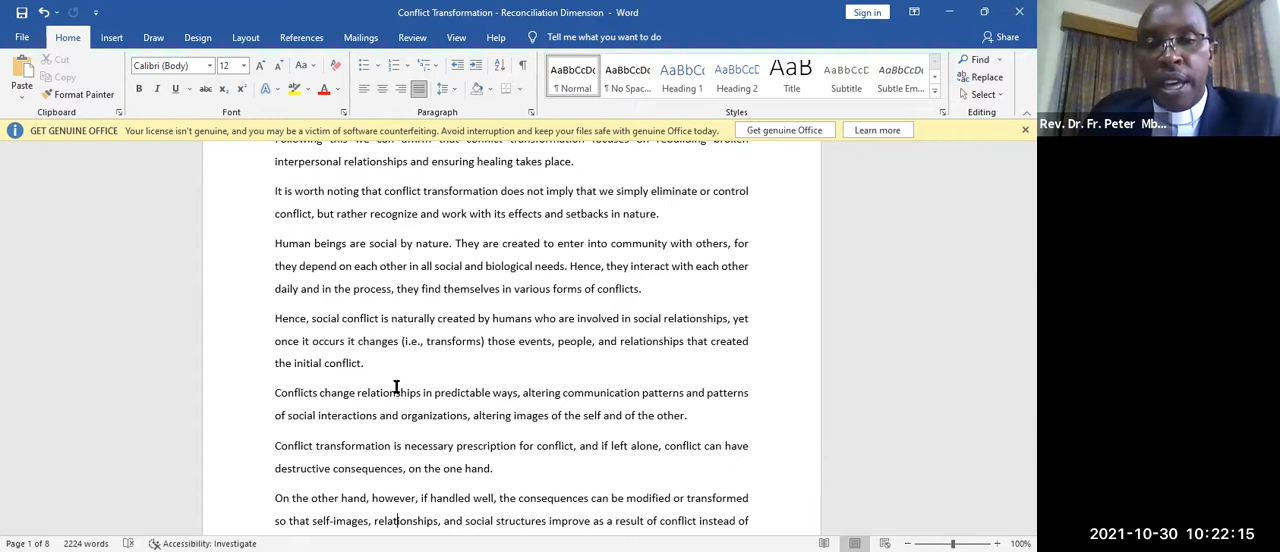 Conflict Transformation - Reconciliation Dimension - Word
Sign in
File Home Insert Draw Design Layout References Mailings Review View Help Tell me what you want to do Share
Paste
Cut
Copy
Format Painter
Clipboard
Calibri (Body) 12
Font
Paragraph
AaBbCcDc AaBbCcDc AaBbCc AaBbCcC AaB AaBbCcC AaBbCcDc
¶ Normal ¶ No Spac... Heading 1 Heading 2 Title Subtitle Subtle Em...
Styles
Find
Replace
Select
Editing
GET GENUINE OFFICE Your license isn't genuine, and you may be a victim of software counterfeiting. Avoid interruption and keep your files safe with genuine Office today. Get genuine Office Learn more
Rev. Dr. Fr. Peter Mb...
Following this we can affirm that conflict transformation focuses on rebuilding broken
interpersonal relationships and ensuring healing takes place.
It is worth noting that conflict transformation does not imply that we simply eliminate or control
conflict, but rather recognize and work with its effects and setbacks in nature.
Human beings are social by nature. They are created to enter into community with others, for
they depend on each other in all social and biological needs. Hence, they interact with each other
daily and in the process, they find themselves in various forms of conflicts.
Hence, social conflict is naturally created by humans who are involved in social relationships, yet
once it occurs it changes (i.e., transforms) those events, people, and relationships that created
the initial conflict.
Conflicts change relationships in predictable ways, altering communication patterns and patterns
of social interactions and organizations, altering images of the self and of the other.
Conflict transformation is necessary prescription for conflict, and if left alone, conflict can have
destructive consequences, on the one hand.
On the other hand, however, if handled well, the consequences can be modified or transformed
so that self-images, relationships, and social structures improve as a result of conflict instead of
Page 1 of 8 2224 words Accessibility: Investigate 100%
2021-10-30 10:22:15